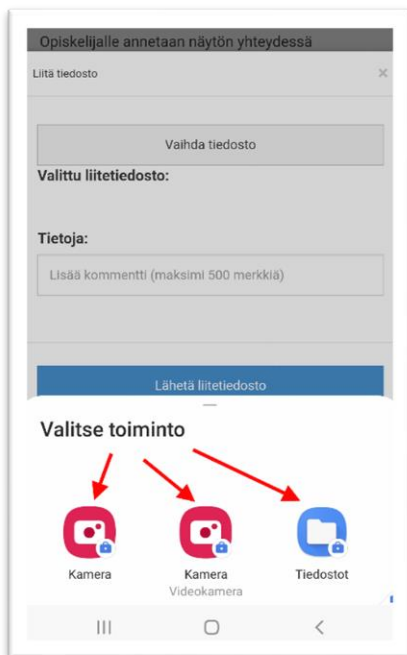 Opiskelijalle annetaan näytön yhteydessä
Liitä tiedosto
Vaihda tiedosto
Valittu liitetiedosto:
Tietoja:
Lisää kommentti (maksimi 500 merkkiä)
Lähetä liitetiedosto
Valitse toiminto
Kamera
Kamera
Videokamera
Tiedostot